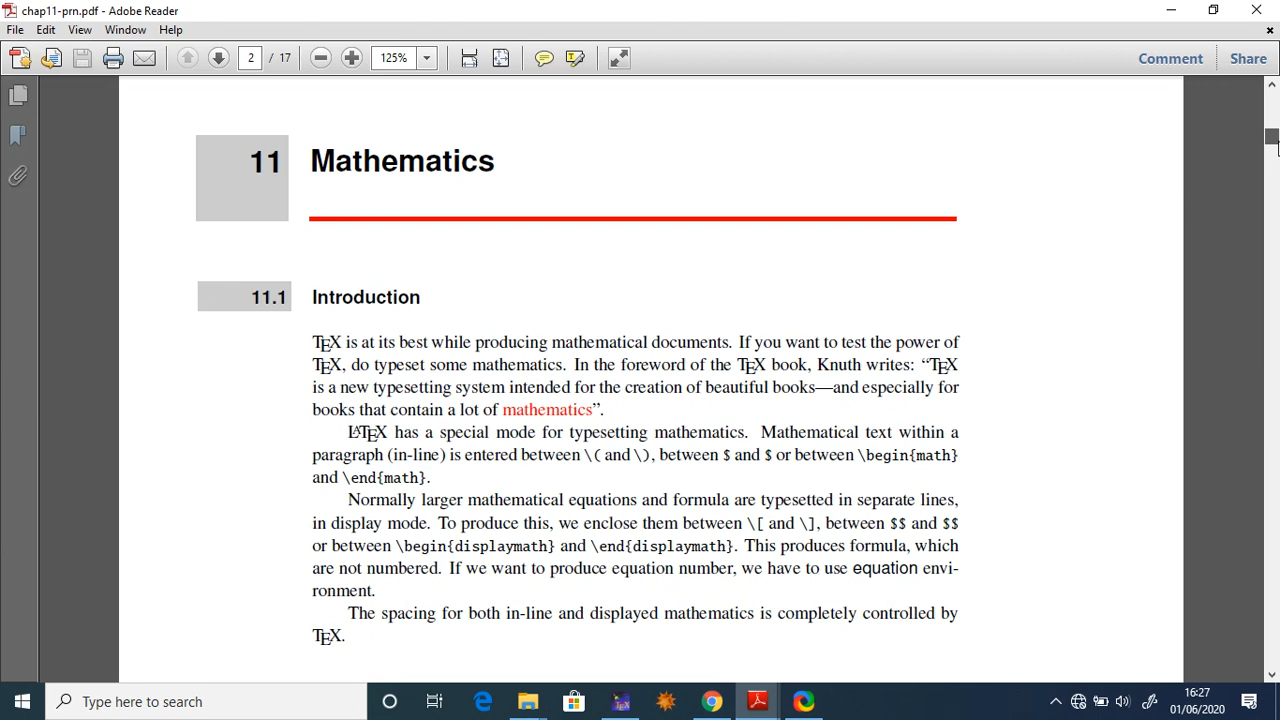 chap11-prn.pdf - Adobe Reader
File Edit View Window Help
2 / 17 125% Comment Share
11 Mathematics
11.1 Introduction
TEX is at its best while producing mathematical documents. If you want to test the power of
TEX, do typeset some mathematics. In the foreword of the TEX book, Knuth writes: “TEX
is a new typesetting system intended for the creation of beautiful books—and especially for
books that contain a lot of mathematics”.
LATEX has a special mode for typesetting mathematics. Mathematical text within a
paragraph (in-line) is entered between \( and \), between $ and $ or between \begin{math}
and \end{math}.
Normally larger mathematical equations and formula are typesetted in separate lines,
in display mode. To produce this, we enclose them between \[ and \], between $$ and $$
or between \begin{displaymath} and \end{displaymath}. This produces formula, which
are not numbered. If we want to produce equation number, we have to use equation envi-
ronment.
The spacing for both in-line and displayed mathematics is completely controlled by
TEX.
Type here to search
16:27
01/06/2020